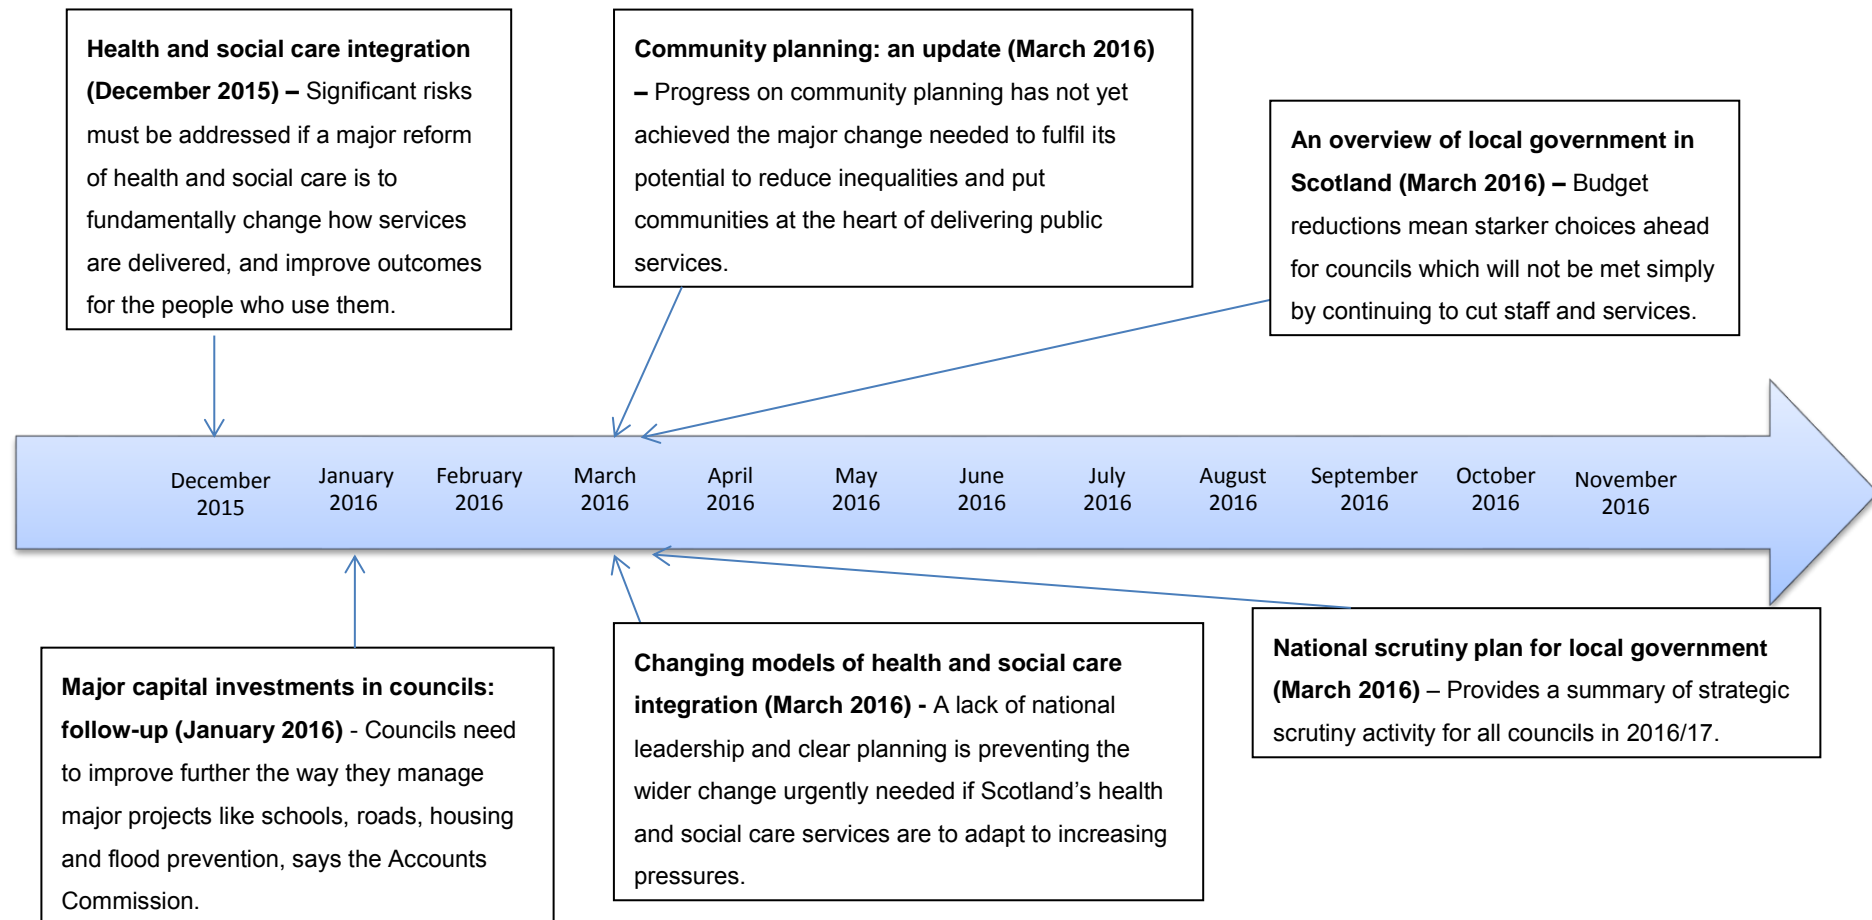 Health and social care integration
(December 2015) – Significant risks
must be addressed if a major reform
of health and social care is to
fundamentally change how services
are delivered, and improve outcomes
for the people who use them.
Community planning: an update (March 2016)
– Progress on community planning has not yet
achieved the major change needed to fulfil its
potential to reduce inequalities and put
communities at the heart of delivering public
services.
An overview of local government in
Scotland (March 2016) – Budget
reductions mean starker choices ahead
for councils which will not be met simply
by continuing to cut staff and services.
December
2015
January
2016
February
2016
March
2016
April
2016
May
2016
June
2016
July
2016
August
2016
September
2016
October
2016
November
2016
Major capital investments in councils:
follow-up (January 2016) - Councils need
to improve further the way they manage
major projects like schools, roads, housing
and flood prevention, says the Accounts
Commission.
Changing models of health and social care
integration (March 2016) - A lack of national
leadership and clear planning is preventing the
wider change urgently needed if Scotland’s health
and social care services are to adapt to increasing
pressures.
National scrutiny plan for local government
(March 2016) – Provides a summary of strategic
scrutiny activity for all councils in 2016/17.